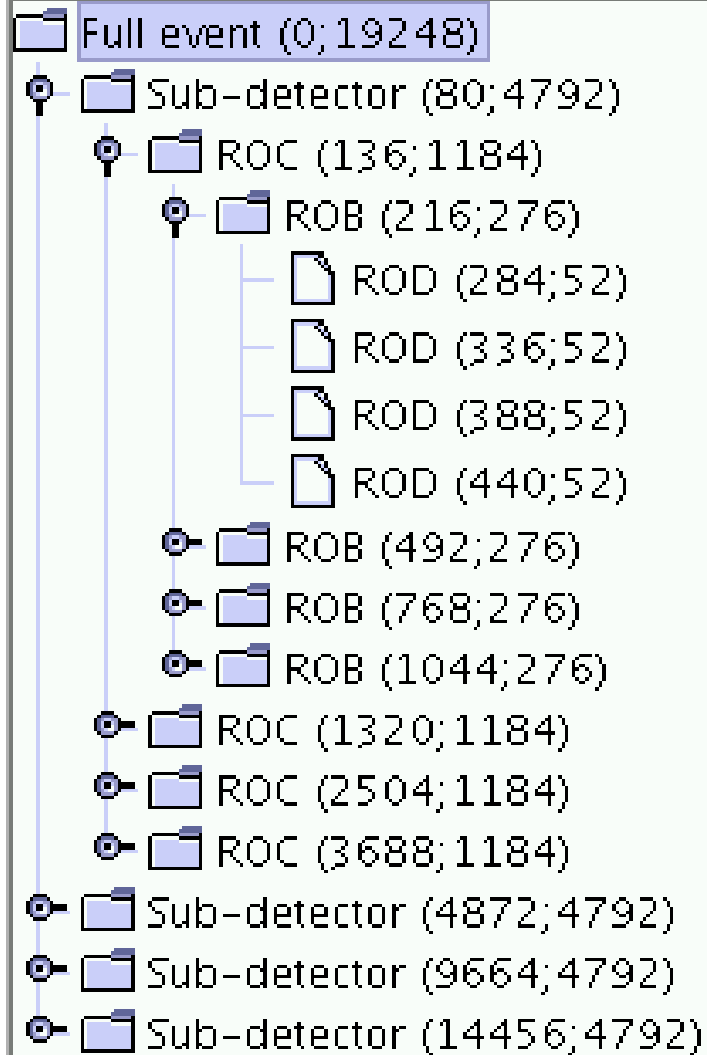 Full event (0;19248)
Sub-detector (80;4792)
ROC (136;1184)
ROB (216;276)
ROD (284;52)
ROD (336;52)
ROD (388;52)
ROD (440;52)
ROB (492;276)
ROB (768;276)
ROB (1044;276)
ROC (1320;1184)
ROC (2504;1184)
ROC (3688;1184)
Sub-detector (4872;4792)
Sub-detector (9664;4792)
Sub-detector (14456;4792)